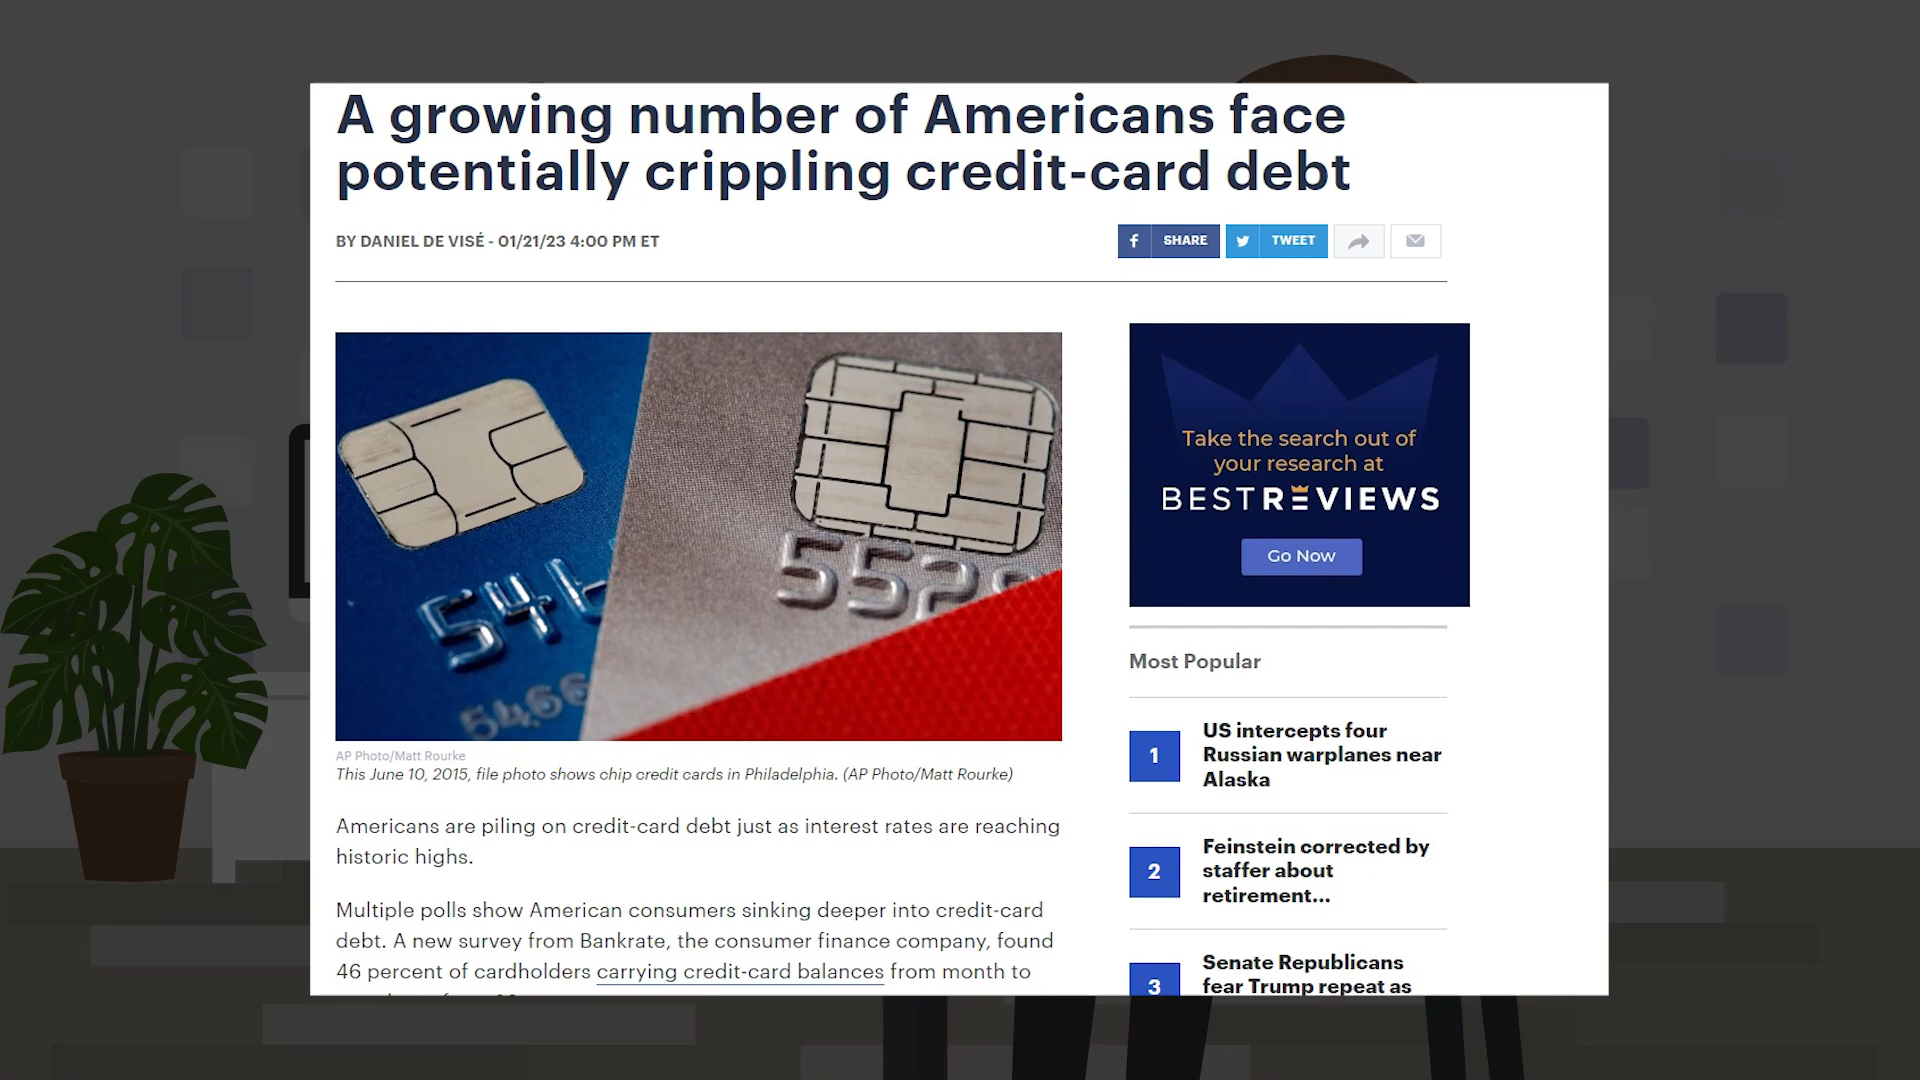 A growing number of Americans face
potentially crippling credit-card debt
BY DANIEL DE VISÉ - 01/21/23 4:00 PM ET
SHARE
TWEET
546
5466
552
AP Photo/Matt Rourke
This June 10, 2015, file photo shows chip credit cards in Philadelphia. (AP Photo/Matt Rourke)
Americans are piling on credit-card debt just as interest rates are reaching
historic highs.
Multiple polls show American consumers sinking deeper into credit-card
debt. A new survey from Bankrate, the consumer finance company, found
46 percent of cardholders carrying credit-card balances from month to
Take the search out of
your research at
BESTREVIEWS
Go Now
Most Popular
1
US intercepts four
Russian warplanes near
Alaska
2
Feinstein corrected by
staffer about
retirement...
3
Senate Republicans
fear Trump repeat as